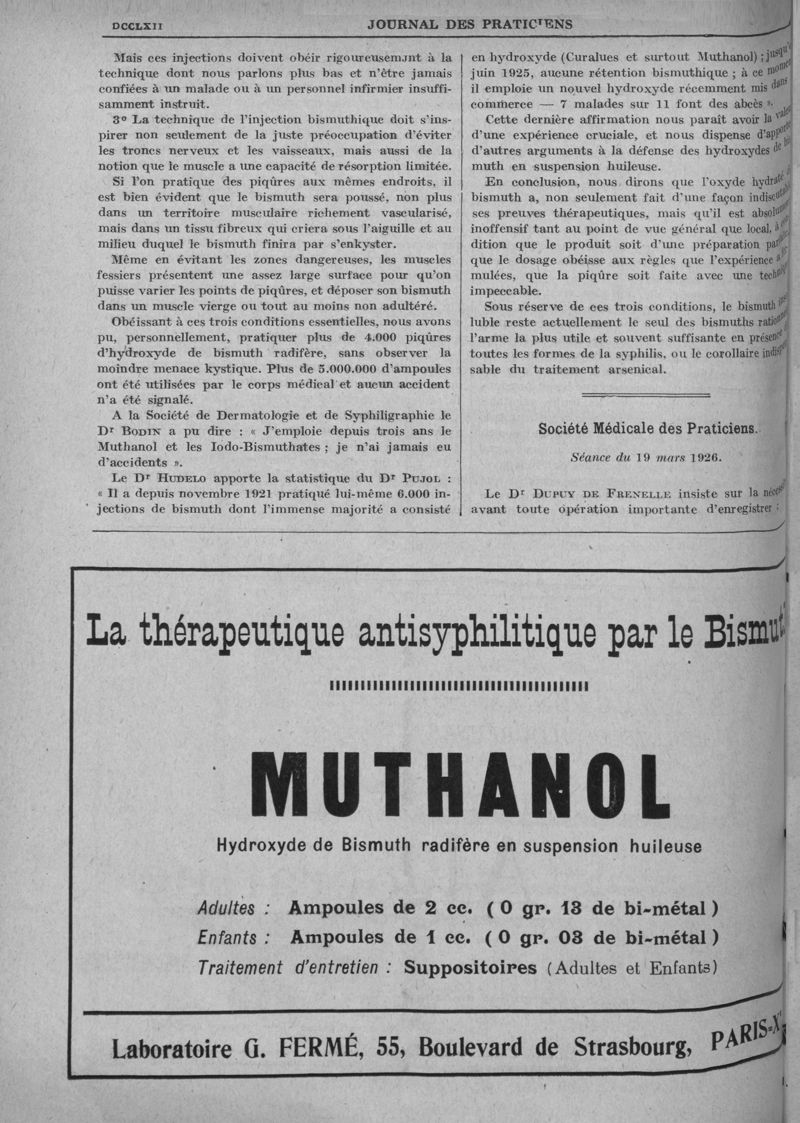 DCCLXII
JOURNAL DES PRATICIENS
Mais ces injections doivent obéir rigoureusemɹnt à la
technique dont nous parlons plus bas et n'être jamais
confiées à un malade ou à un personnel infirmier insuffi-
samment instruit.
3º La technique de l'injection bismuthique doit s'ins-
pirer non seulement de la juste préoccupation d'éviter
les troncs nerveux et les vaisseaux, mais aussi de la
notion que le muscle a une capacité de résorption limitée.
Si l'on pratique des piqûres aux mêmes endroits, il
est bien évident que le bismuth sera poussé, non plus
dans un territoire musculaire richement vascularisé,
mais dans un tissu fibreux qui criera sous l'aiguille et au
milieu duquel le bismuth finira par s'enkyster.
Même en évitant les zones dangereuses, les muscles
fessiers présentent une assez large surface pour qu'on
puisse varier les points de piqûres, et déposer son bismuth
dans un muscle vierge ou tout au moins non adultéré.
Obéissant à ces trois conditions essentielles, nous avons
pu, personnellement, pratiquer plus de 4.000 piqûres
d'hydroxyde de bismuth radifère, sans observer la
moindre menace kystique. Plus de 5.000.000 d'ampoules
ont été utilisées par le corps médical et aucun accident
n'a été signalé.
A la Société de Dermatologie et de Syphiligraphie le
Dr BODIN a pu dire : « J'emploie depuis trois ans le
Muthanol et les Iodo-Bismuthates ; je n'ai jamais eu
d'accidents ».
Le Dr HUDELO apporte la statistique du Dr PUJOL :
« Il a depuis novembre 1921 pratiqué lui-même 6.000 in-
jections de bismuth dont l'immense majorité a consisté
en hydroxyde (Curalues et surtout Muthanol) ; jusqu'
juin 1925, aucune rétention bismuthique ; à ce
il emploie un nouvel hydroxyde récemment mis dans
commerce — 7 malades sur 11 font des abcès ».
Cette dernière affirmation nous paraît avoir la
d'une expérience cruciale, et nous dispense
d'autres arguments à la défense des hydroxydes de
muth en suspension huileuse.
En conclusion, nous dirons que l'oxyde
bismuth a, non seulement fait d'une façon
ses preuves thérapeutiques, mais qu'il est
inoffensif tant au point de vue général que local,
dition que le produit soit d'une préparation
que le dosage obéisse aux règles que l'expérience
mulées, que la piqûre soit faite avec une
impeccable.
Sous réserve de ces trois conditions, le bismuth
luble reste actuellement le seul des bismuths
l'arme la plus utile et souvent suffisante en
toutes les formes de la syphilis, ou le corollaire
sable du traitement arsenical.
Société Médicale des Praticiens.
Séance du 19 mars 1926.
Le Dr DUPUY DE FRENELLE insiste sur la
avant toute opération importante d'enregistrer :
La thérapeutique antisyphilitique par le Bismut
MUTHANOL
Hydroxyde de Bismuth radifère en suspension huileuse
Adultes : Ampoules de 2 cc. (0 gr. 13 de bi-métal)
Enfants : Ampoules de 1 cc. (0 gr. 03 de bi-métal)
Traitement d'entretien : Suppositoires (Adultes et Enfants)
Laboratoire G. FERMÉ, 55, Boulevard de Strasbourg, PARIS-X